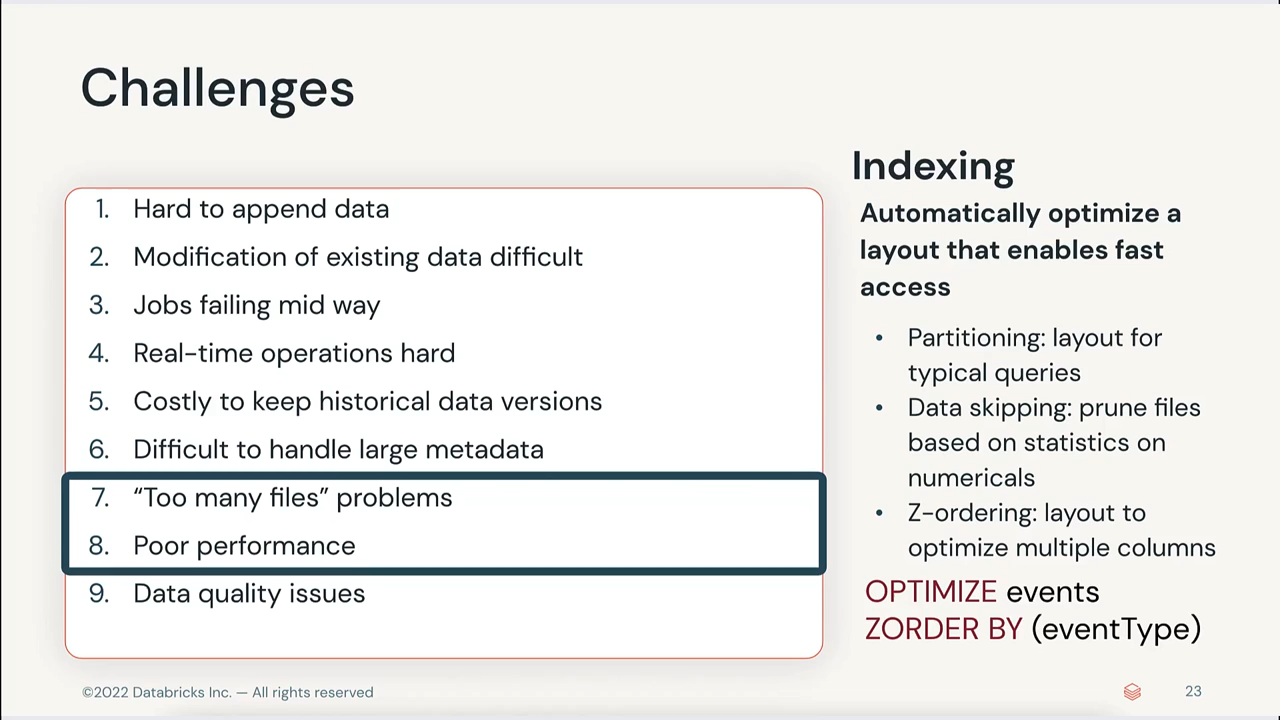 Challenges
1. Hard to append data
2. Modification of existing data difficult
3. Jobs failing mid way
4. Real-time operations hard
5. Costly to keep historical data versions
6. Difficult to handle large metadata
7. “Too many files” problems
8. Poor performance
9. Data quality issues
Indexing
Automatically optimize a
layout that enables fast
access
• Partitioning: layout for
typical queries
• Data skipping: prune files
based on statistics on
numericals
• Z-ordering: layout to
optimize multiple columns
OPTIMIZE events
ZORDER BY (eventType)
©2022 Databricks Inc. — All rights reserved
23